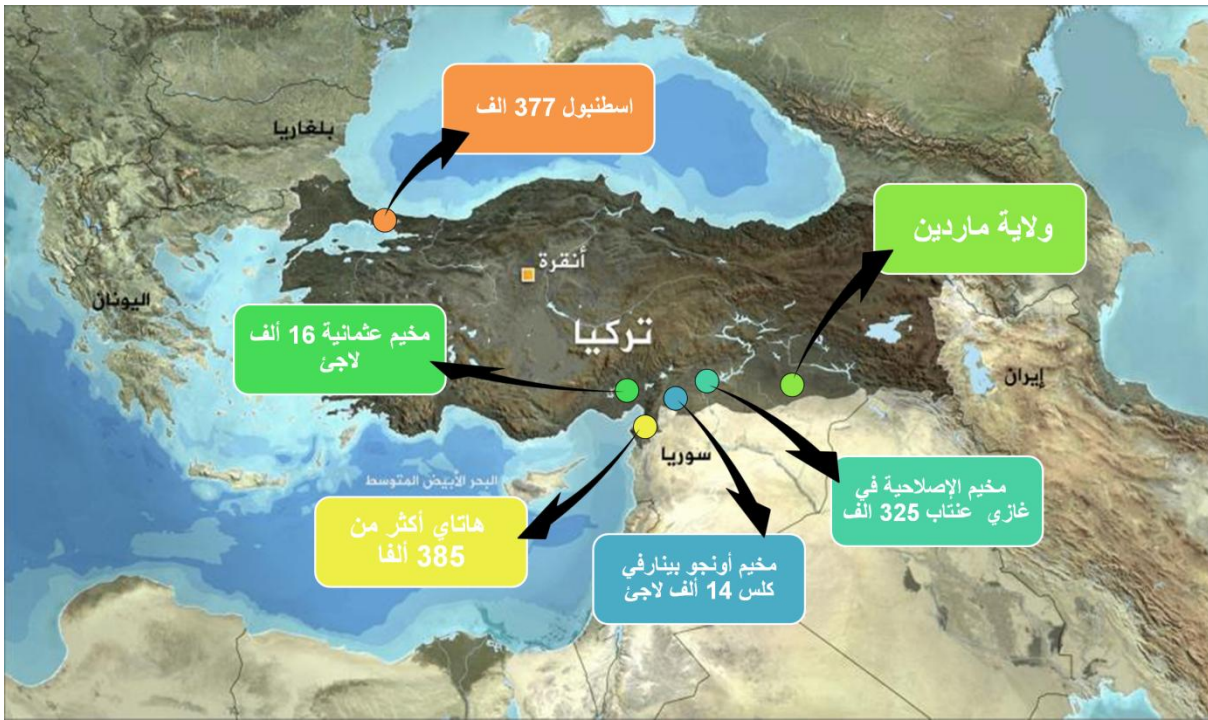 اسطنبول 377 الف
بلغاريا
ولاية ماردين
أنقرة
اليونان
مخيم عثمانية 16 ألف
لاجئ
تركيا
إيران
سوريا
البحر الأبيض المتوسط
مخيم الإصلاحية في
غازي عنتاب 325 الف
هاتاي أكثر من
385 ألفا
مخيم أونجو بينارفي
كلس 14 ألف لاجئ